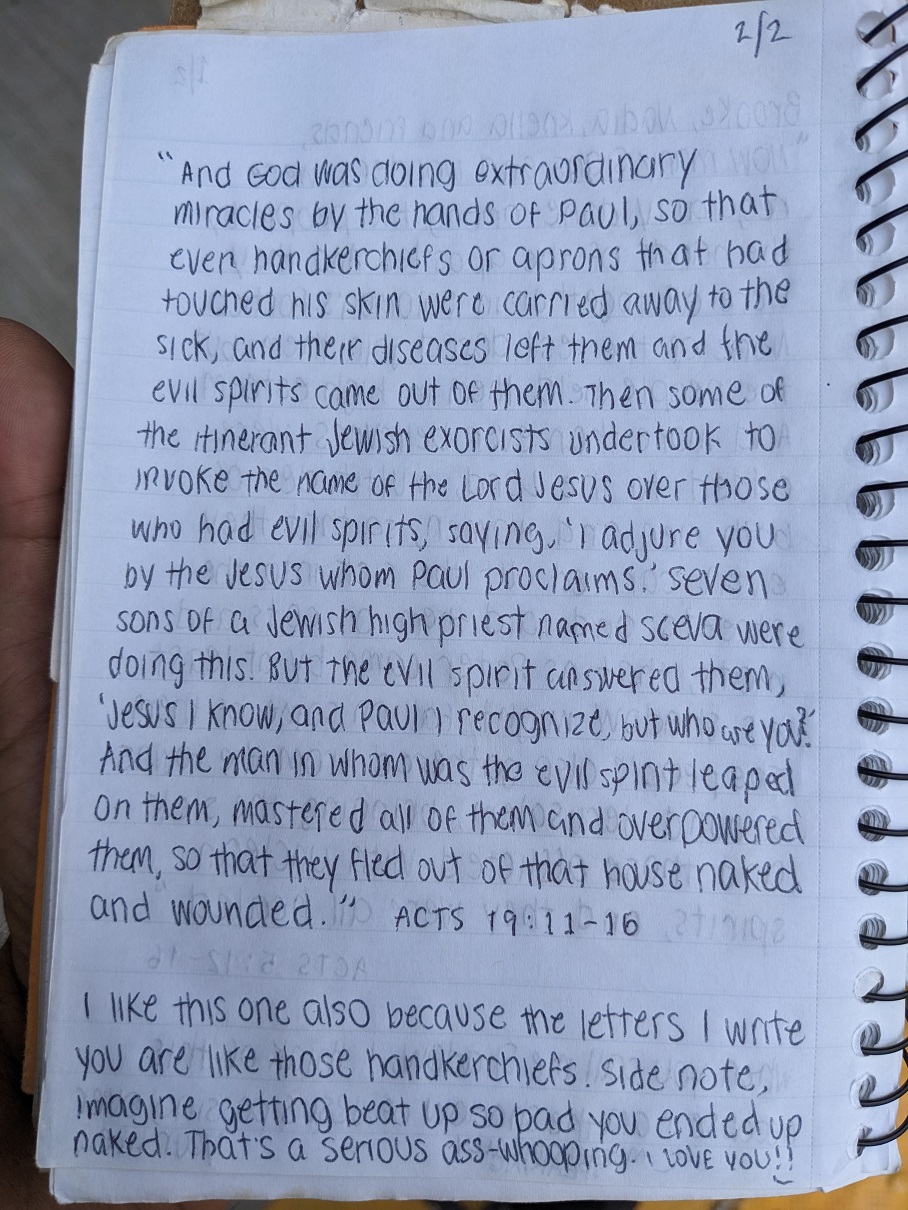 2/2
"And God was doing extraordinary
miracles by the hands of Paul, so that
even handkerchiefs or aprons that had
touched his skin were carried away to the
sick, and their diseases left them and the
evil spirits came out of them. Then some of
the itinerant Jewish exorcists undertook to
invoke the name of the Lord Jesus over those
who had evil spirits, saying, 'I adjure you
by the Jesus whom Paul proclaims.' Seven
sons of a Jewish high priest named Sceva were
doing this. But the evil spirit answered them,
'Jesus I know, and Paul I recognize, but who are you?'
And the man in whom was the evil spirit leaped
on them, mastered all of them and overpowered
them, so that they fled out of that house naked
and wounded." ACTS 19:11-16
I like this one also because the letters I write
you are like those handkerchiefs. Side note,
imagine getting beat up so bad you ended up
naked. That's a serious ass-whooping. I LOVE YOU!!